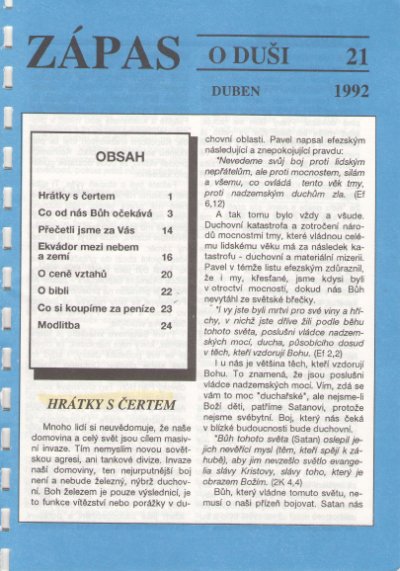 ZÁPAS
O DUŠI 21
DUBEN 1992
OBSAH
Hrátky s čertem 1
Co od nás Bůh očekává 3
Přečetli jsme za Vás 14
Ekvádor mezi nebem
a zemí 16
O ceně vztahů 20
O bibli 22
Co si koupíme za peníze 23
Modlitba 24
HRÁTKY S ČERTEM
Mnoho lidí si neuvědomuje, že naše
domovina a celý svět jsou cílem masiv-
ní invaze. Tím nemyslím novou sovět-
skou agresi, ani tankové divize. Invaze
naší domoviny, ten nejurputnější boj
není a nebude železný, nýbrž duchov-
ní. Boh železem je pouze výslednicí, je
to funkce vítězství nebo porážky v du-
chovní oblasti. Pavel napsal efezským
následující a znepokojující pravdu:
"Nevedeme svůj boj proti lidským
nepřátelům, ale proti mocnostem, silám
a všemu, co ovládá tento věk tmy,
proti nadzemským duchům zla. (Ef
6,12)
A tak tomu bylo vždy a všude.
Duchovní katastrofa a zotročení náro-
dů mocnostmi tmy, které vládnou celé-
mu lidskému věku má za následek ka-
tastrofu - duchovní a materiální mizerii.
Pavel v témže listu efezským zdůraznil,
že i my, křesťané, jsme kdysi byli
v otroctví mocností, dokud nás Bůh
nevytáhl ze světské břečky.
"I vy jste byli mrtvi pro své viny a hří-
chy, v nichž jste dříve žili podle běhu
tohoto světa, poslušni vládce nadzem-
ských mocí, ducha, působícího dosud
v těch, kteří vzdorují Bohu. (Ef 2,2)
I u nás je většina těch, kteří vzdorují
Bohu. To znamená, že jsou poslušni
vládce nadzemských mocí. Vím, zdá se
vám to moc "duchařské", ale nejsme-li
Boží děti, patříme Satanovi, protože
nejsme svébytní. Boj, který nás čeká
v blízké budoucnosti bude duchovní.
"Bůh tohoto světa (Satan) oslepil je-
jich nevěřící mysl (těm, kteří spějí k zá-
hubě), aby jim nevzešlo světlo evange-
lia slávy Kristovy, slávy toho, který je
obrazem Božím. (2K 4,4)
Bůh, který vládne tomuto světu, ne-
musí o naši přízeň bojovat. Satan nás